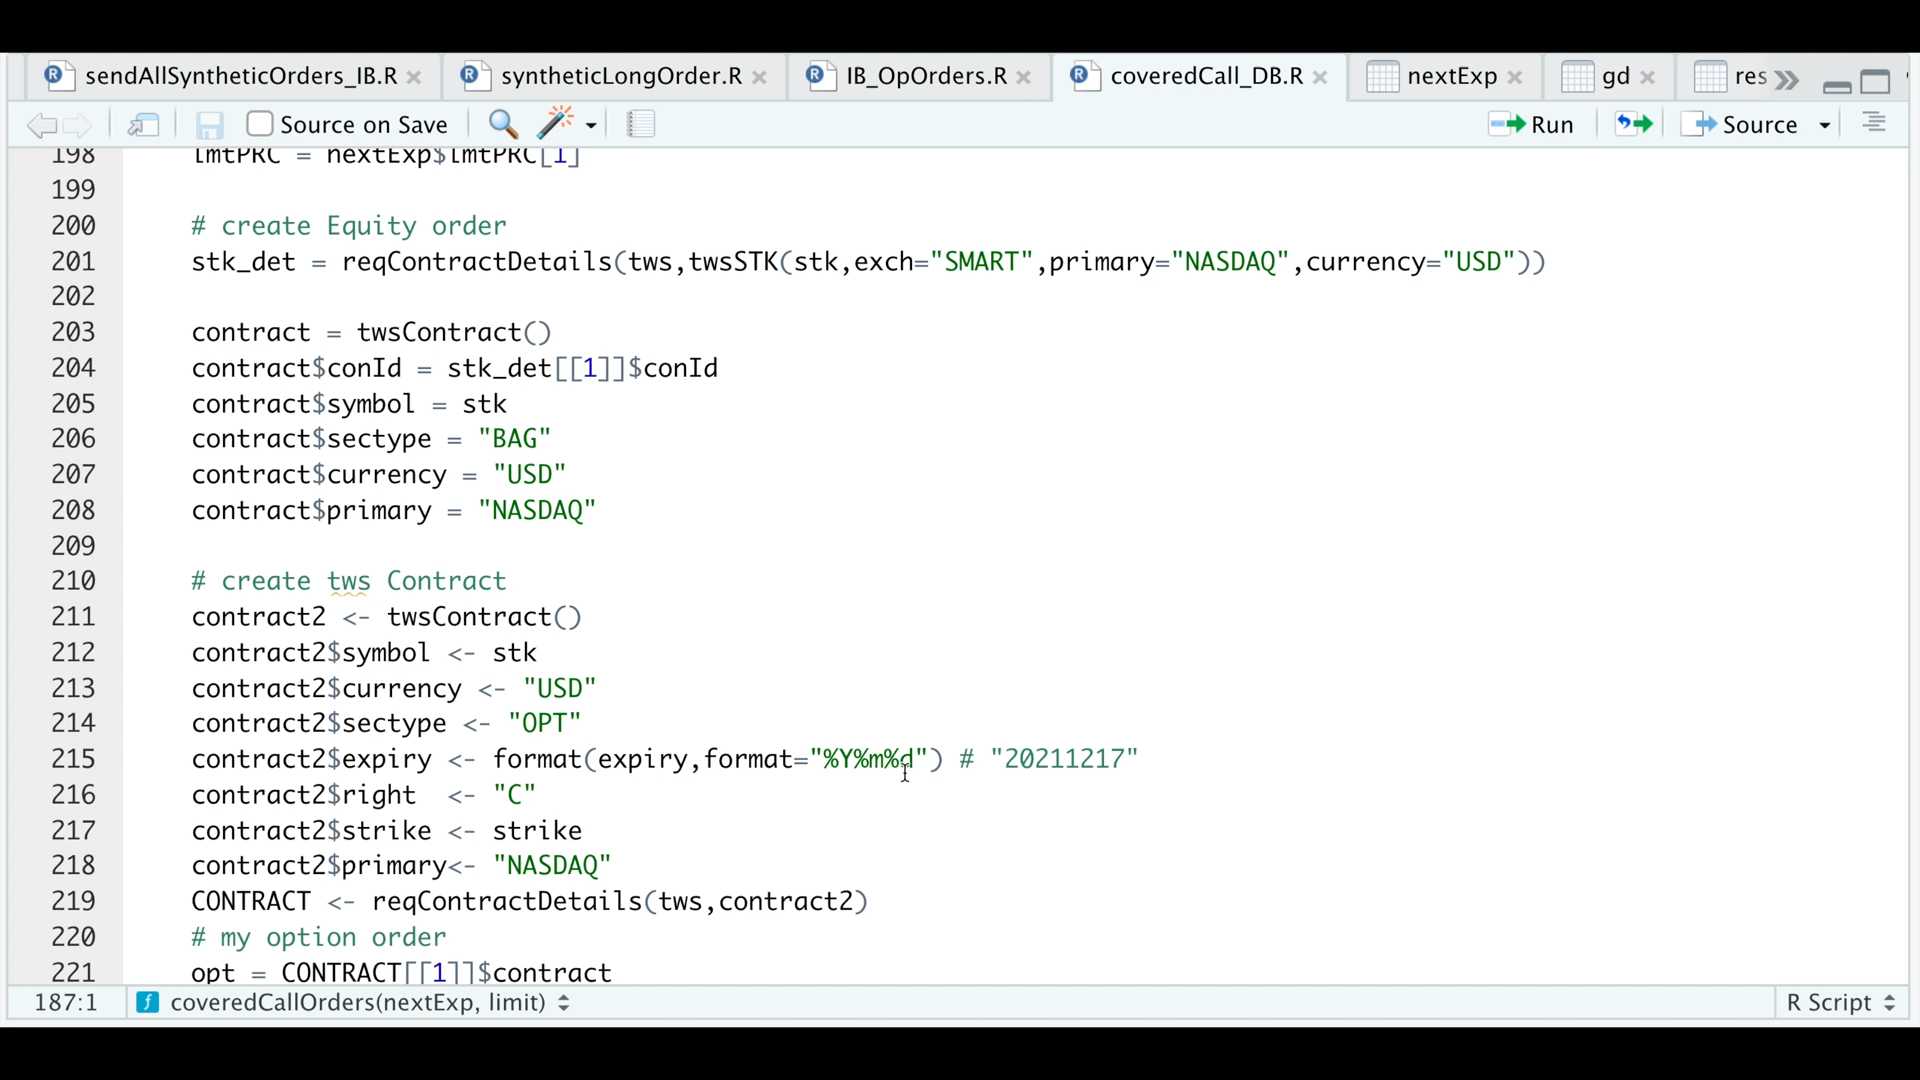 sendAllSyntheticOrders_IB.R syntheticLongOrder.R IB_OpOrders.R coveredCall_DB.R nextExp gd res
Source on Save Run Source
198 lmtPRC = nextExp$lmtPRC[1]
199
200 # create Equity order
201 stk_det = reqContractDetails(tws,twsSTK(stk,exch="SMART",primary="NASDAQ",currency="USD"))
202
203 contract = twsContract()
204 contract$conId = stk_det[[1]]$conId
205 contract$symbol = stk
206 contract$sectype = "BAG"
207 contract$currency = "USD"
208 contract$primary = "NASDAQ"
209
210 # create tws Contract
211 contract2 <- twsContract()
212 contract2$symbol <- stk
213 contract2$currency <- "USD"
214 contract2$sectype <- "OPT"
215 contract2$expiry <- format(expiry,format="%Y%m%d") # "20211217"
216 contract2$right  <- "C"
217 contract2$strike <- strike
218 contract2$primary<- "NASDAQ"
219 CONTRACT <- reqContractDetails(tws,contract2)
220 # my option order
221 opt = CONTRACT[[1]]$contract
187:1 coveredCallOrders(nextExp, limit) R Script